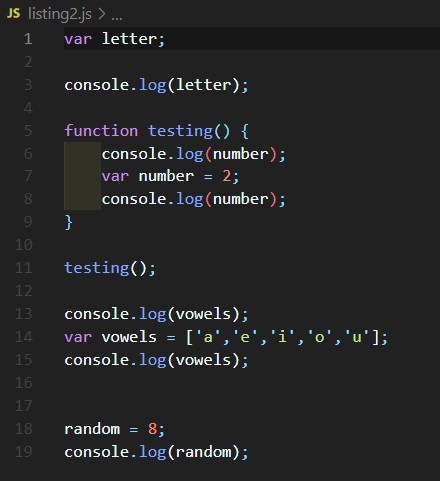 JS listing2.js > ...
1 var letter;
2
3 console.log(letter);
4
5 function testing() {
6     console.log(number);
7     var number = 2;
8     console.log(number);
9 }
10
11 testing();
12
13 console.log(vowels);
14 var vowels = ['a','e','i','o','u'];
15 console.log(vowels);
16
17
18 random = 8;
19 console.log(random);